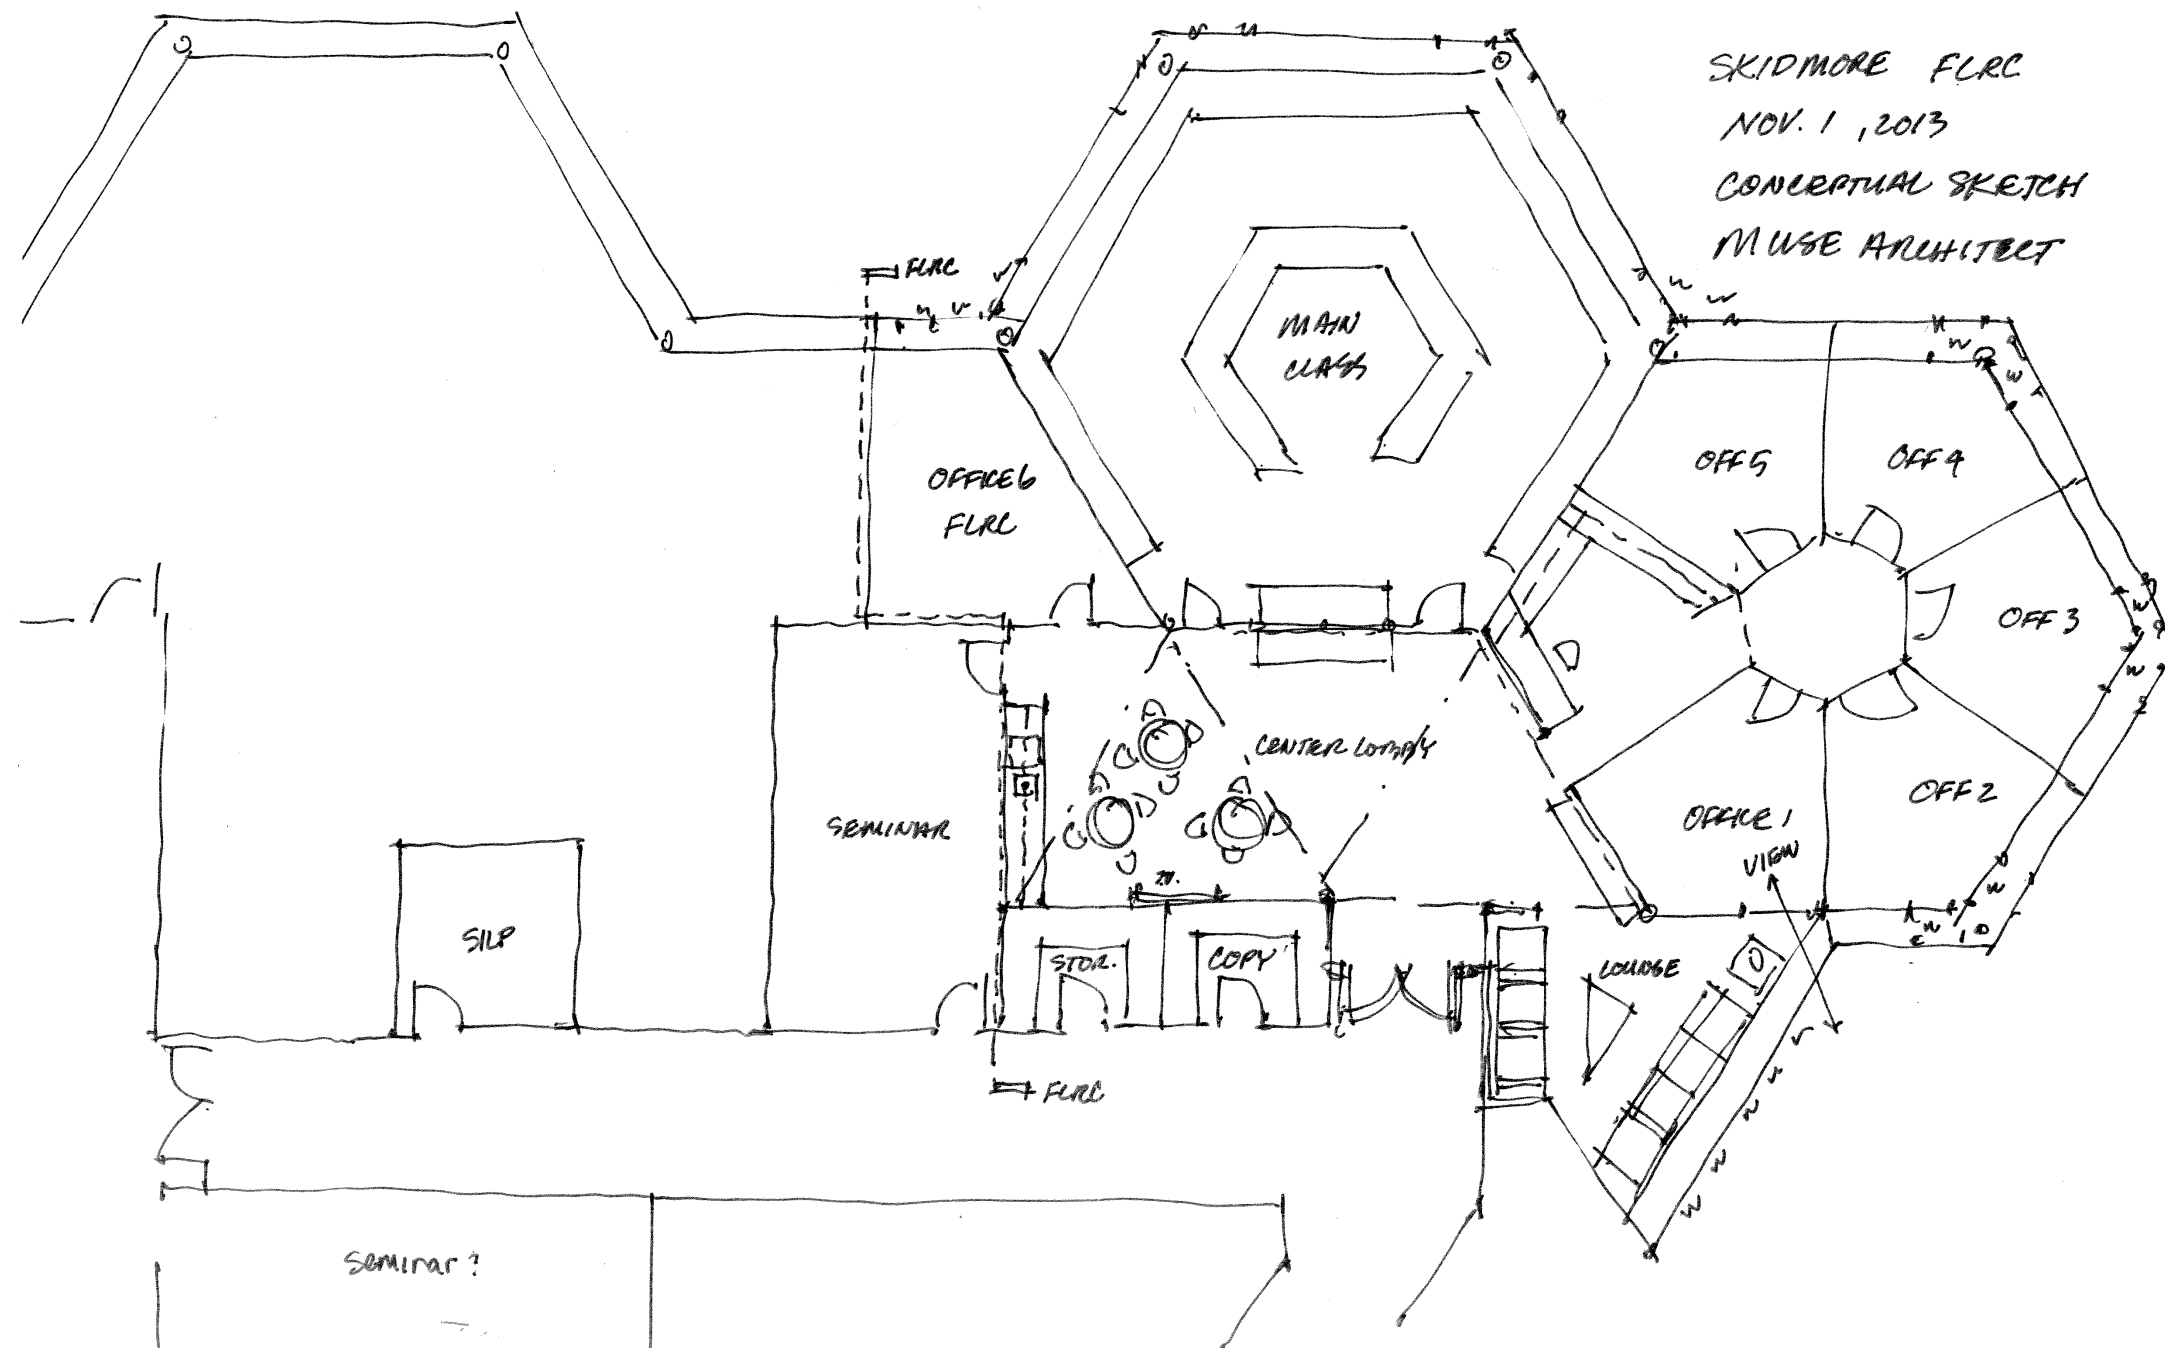 SKIDMORE FLRC
NOV. 1, 2013
CONCEPTUAL SKETCH
MUSE ARCHITECT
FLRC
MAIN
CLASS
OFFICE 6
FLRC
OFF 5
OFF 4
OFF 3
OFF 2
OFFICE 1
VIEW
CENTER LOBBY
SEMINAR
TV.
SILP
STOR.
COPY
LOUNGE
FLRC
Seminar?